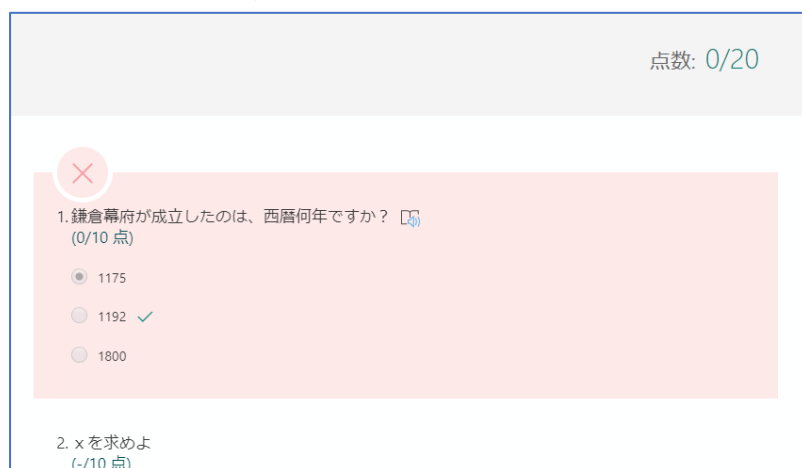 点数: 0/20
1. 鎌倉幕府が成立したのは、西暦何年ですか？
(0/10 点)
1175
1192
1800
2. x を求めよ
(-/10 点)